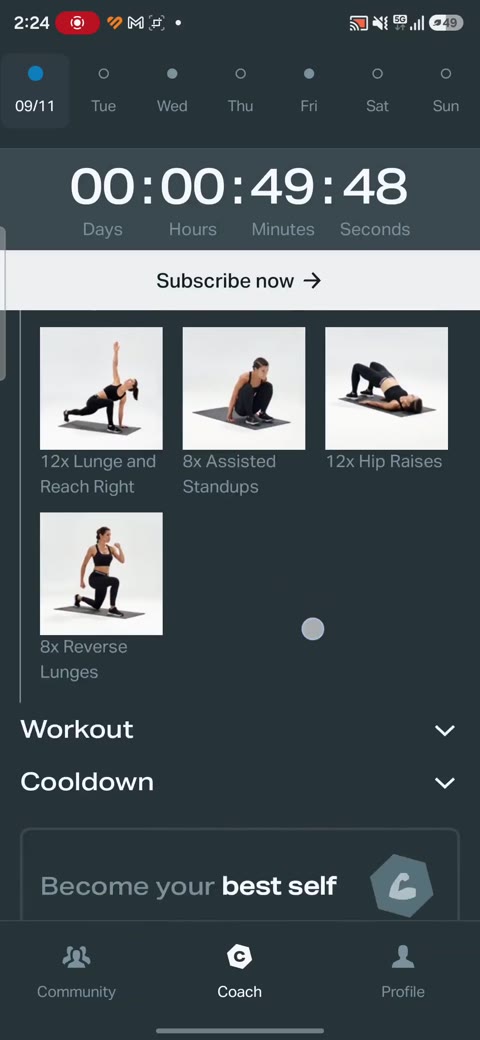 2:24
5G
49
09/11 Tue Wed Thu Fri Sat Sun
00:00:49:48
Days Hours Minutes Seconds
Subscribe now →
12x Lunge and
Reach Right
8x Assisted
Standups
12x Hip Raises
8x Reverse
Lunges
Workout
Cooldown
Become your best self
C
Community Coach Profile